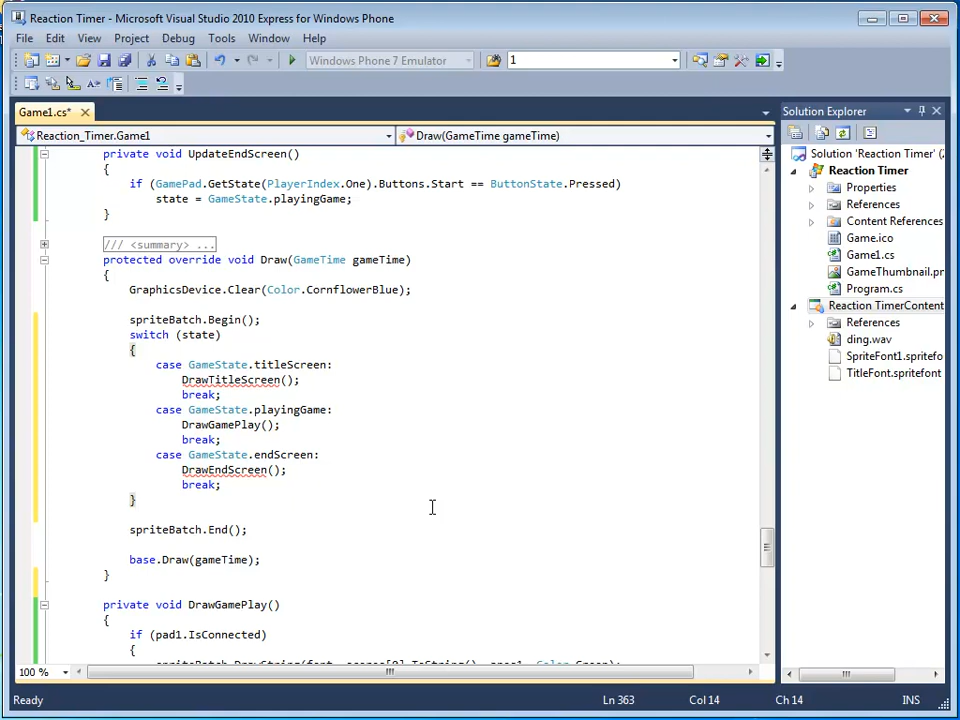 Reaction Timer - Microsoft Visual Studio 2010 Express for Windows Phone
File Edit View Project Debug Tools Window Help
Windows Phone 7 Emulator 1
Game1.cs* Solution Explorer
Reaction_Timer.Game1 Draw(GameTime gameTime)
private void UpdateEndScreen()
{
if (GamePad.GetState(PlayerIndex.One).Buttons.Start == ButtonState.Pressed)
state = GameState.playingGame;
}
/// <summary> ...
protected override void Draw(GameTime gameTime)
{
GraphicsDevice.Clear(Color.CornflowerBlue);
spriteBatch.Begin();
switch (state)
{
case GameState.titleScreen:
DrawTitleScreen();
break;
case GameState.playingGame:
DrawGamePlay();
break;
case GameState.endScreen:
DrawEndScreen();
break;
}
spriteBatch.End();
base.Draw(gameTime);
}
private void DrawGamePlay()
{
if (pad1.IsConnected)
{
Solution 'Reaction Timer' (
Reaction Timer
Properties
References
Content References
Game.ico
Game1.cs
GameThumbnail.pn
Program.cs
Reaction TimerContent
References
ding.wav
SpriteFont1.spritefo
TitleFont.spritefont
100 %
Ready Ln 363 Col 14 Ch 14 INS